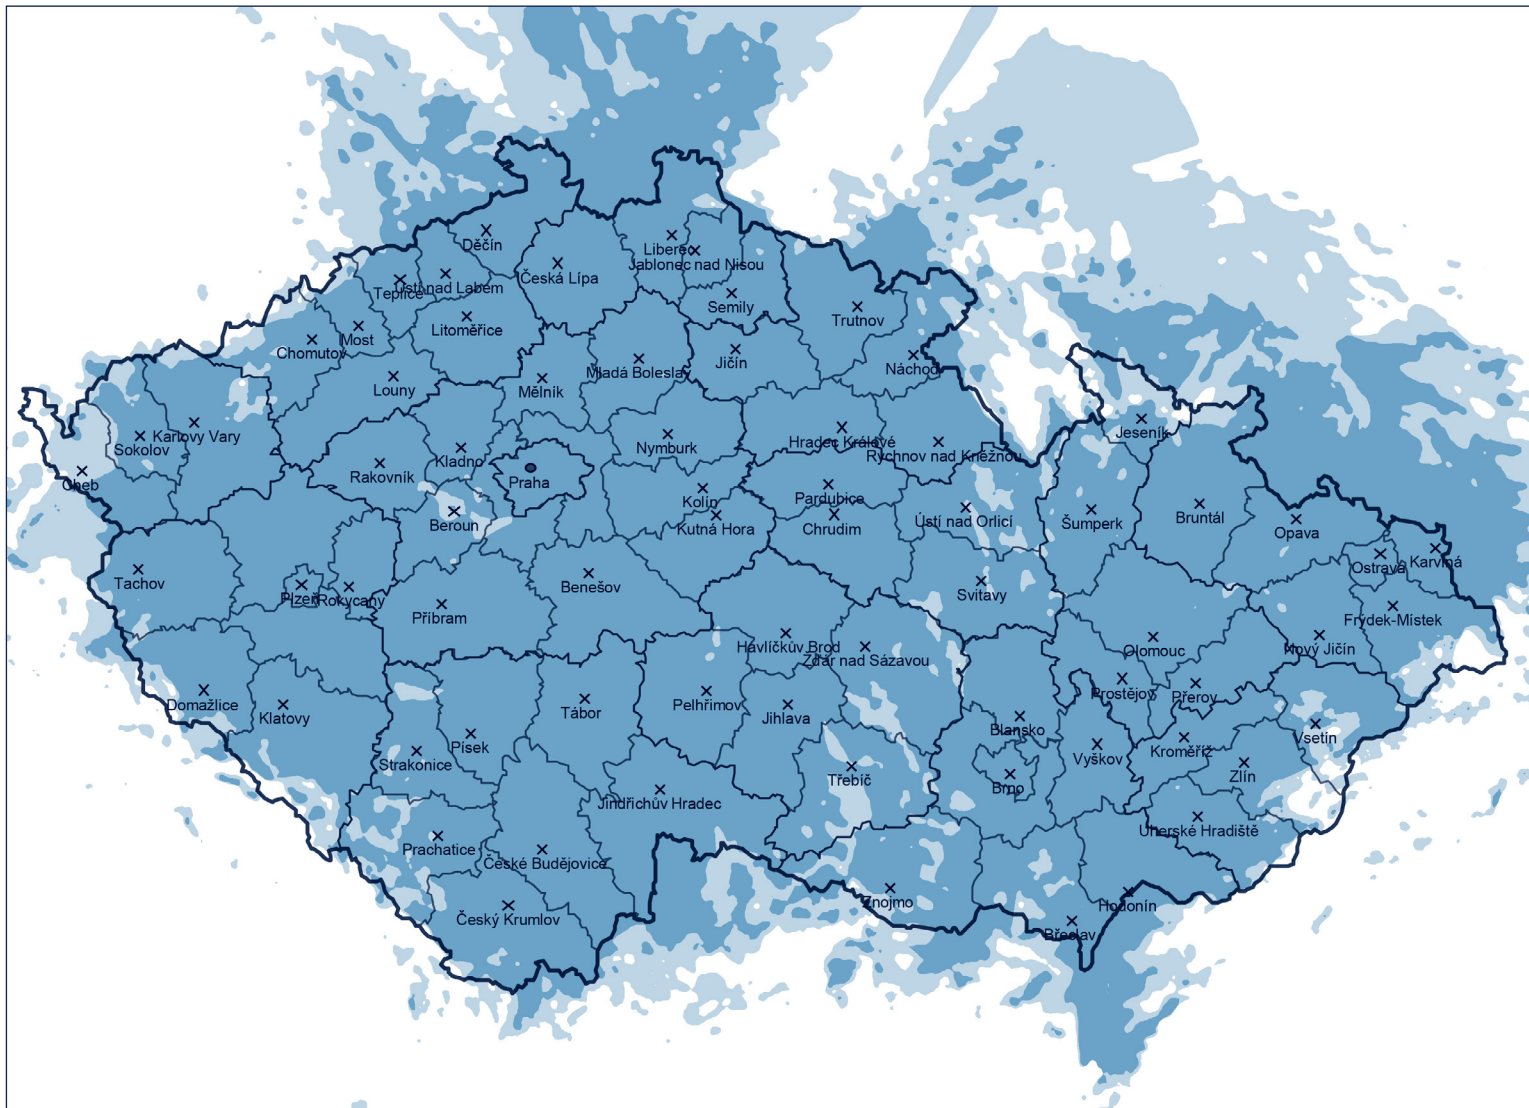 Děčín
Liberec
Jablonec nad Nisou
Česká Lípa
Ústí nad Labem
Teplice
Semily
Trutnov
Litoměřice
Most
Chomutov
Jičín
Náchod
Mladá Boleslav
Louny
Mělník
Jeseník
Karlovy Vary
Sokolov
Hradec Králové
Nymburk
Rychnov nad Kněžnou
Kladno
Rakovník
Praha
Cheb
Kolín
Pardubice
Bruntál
Beroun
Kutná Hora
Chrudim
Ústí nad Orlicí
Šumperk
Opava
Karviná
Ostrava
Tachov
Benešov
Svitavy
Plzeň
Rokycany
Příbram
Frýdek-Místek
Havlíčkův Brod
Nový Jičín
Olomouc
Žďár nad Sázavou
Prostějov
Přerov
Domažlice
Klatovy
Tábor
Pelhřimov
Jihlava
Blansko
Vsetín
Písek
Kroměříž
Vyškov
Strakonice
Třebíč
Zlín
Brno
Jindřichův Hradec
Uherské Hradiště
Prachatice
České Budějovice
Znojmo
Hodonín
Český Krumlov
Břeclav